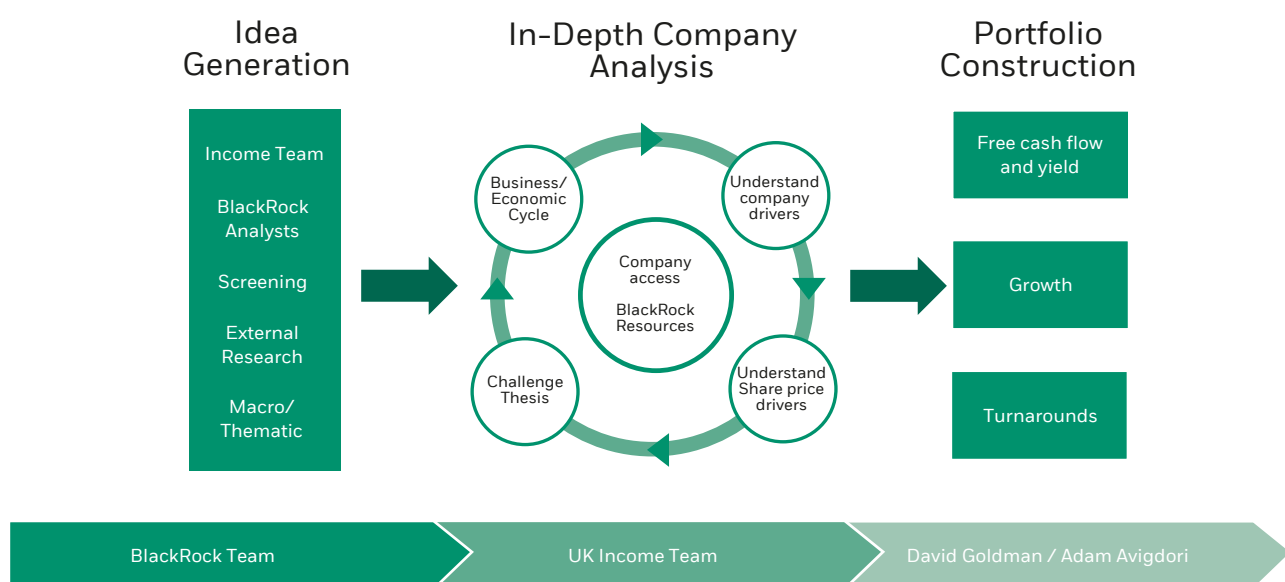 Idea
Generation
In-Depth Company
Analysis
Portfolio
Construction
Income Team
BlackRock
Analysts
Screening
External
Research
Macro/
Thematic
Business/
Economic
Cycle
Understand
company
drivers
Company
access
BlackRock
Resources
Challenge
Thesis
Understand
Share price
drivers
Free cash flow
and yield
Growth
Turnarounds
BlackRock Team
UK Income Team
David Goldman / Adam Avigdori